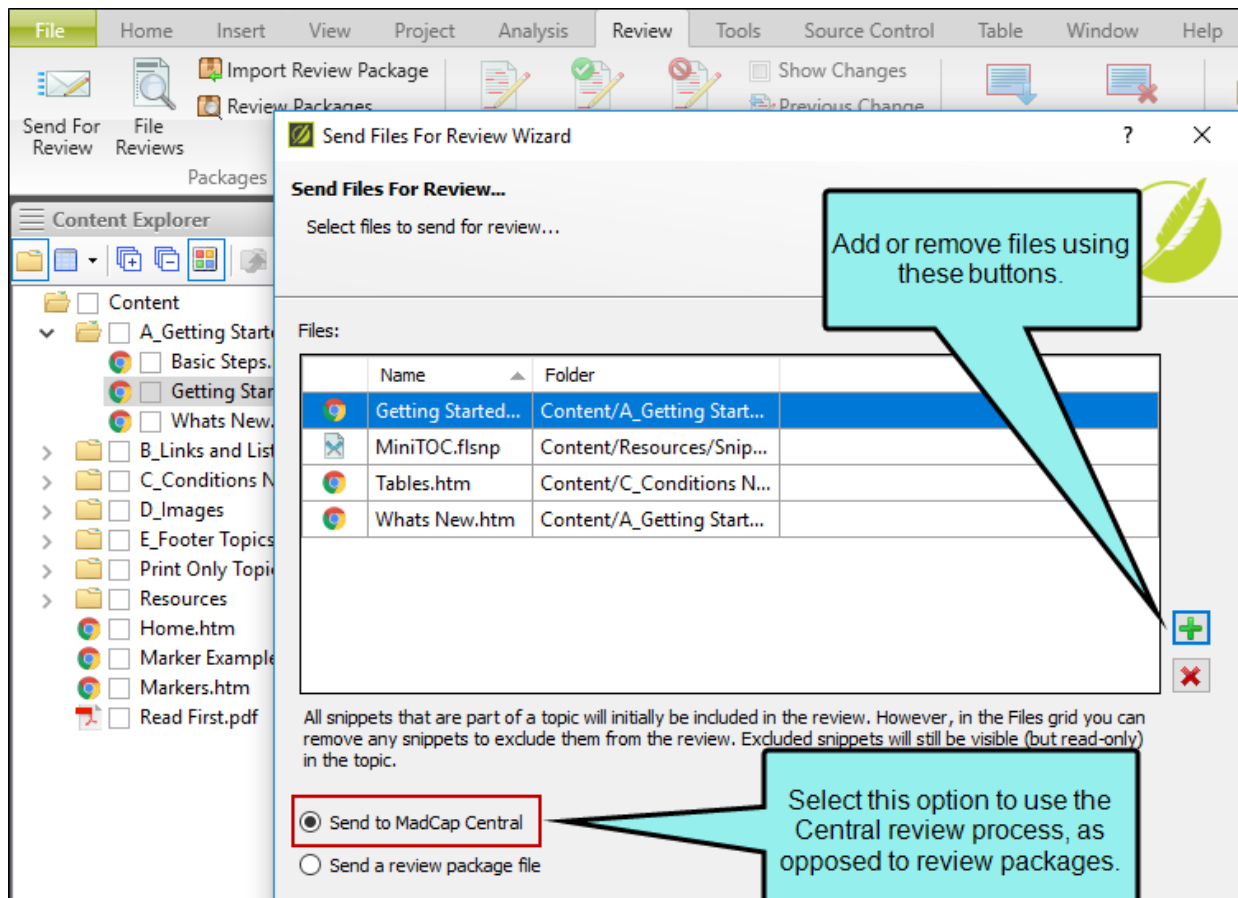 File Home Insert View Project Analysis Review Tools Source Control Table Window Help
Import Review Package
Show Changes
Review Packages
Previous Change
Send For
Review
File
Reviews
Packages
Send Files For Review Wizard ? X
Send Files For Review...
Select files to send for review...
Add or remove files using
these buttons.
Content Explorer
Content
A_Getting Starte
Basic Steps.
Getting Star
Whats New.
B_Links and List
C_Conditions N
D_Images
E_Footer Topics
Print Only Topi
Resources
Home.htm
Marker Example
Markers.htm
Read First.pdf
Files:
Name Folder
Getting Started... Content/A_Getting Start...
MiniTOC.flsnp Content/Resources/Snip...
Tables.htm Content/C_Conditions N...
Whats New.htm Content/A_Getting Start...
All snippets that are part of a topic will initially be included in the review. However, in the Files grid you can
remove any snippets to exclude them from the review. Excluded snippets will still be visible (but read-only)
in the topic.
Send to MadCap Central
Send a review package file
Select this option to use the
Central review process, as
opposed to review packages.